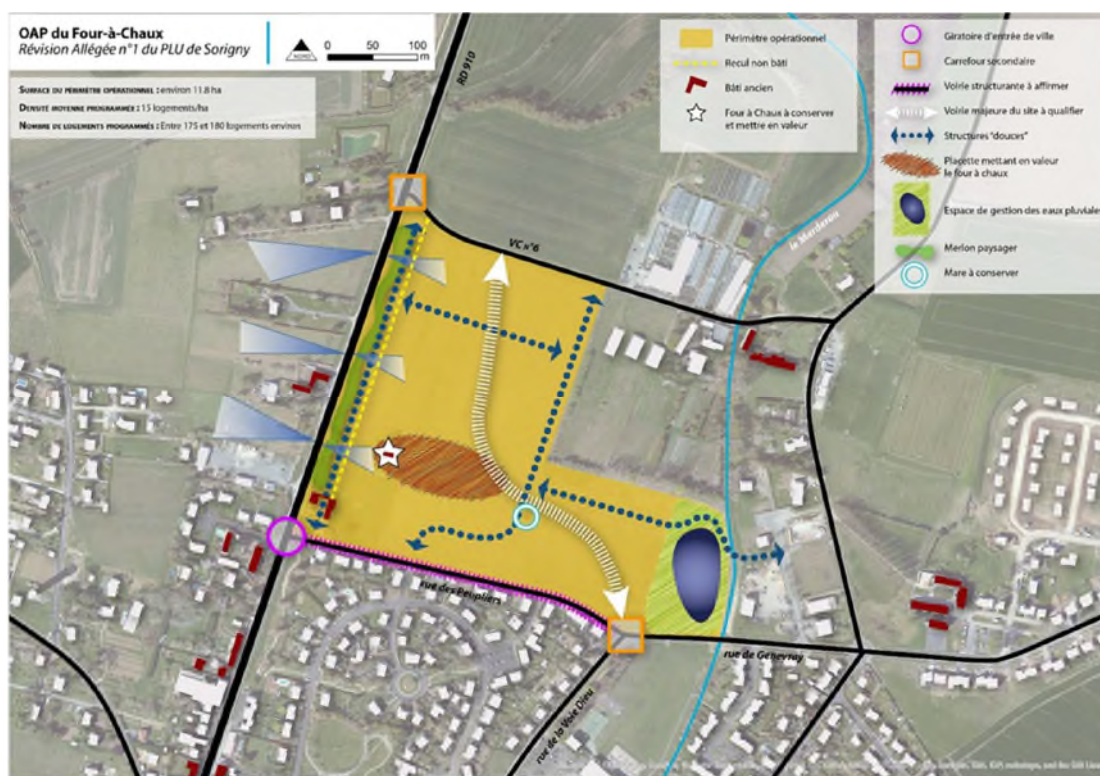 OAP du Four-à-Chaux
Révision Allégée n°1 du PLU de Sorigny
NORD
0 50 100
m
SURFACE DU PÉRIMÈTRE OPÉRATIONNEL : environ 11.8 ha
DENSITÉ MOYENNE PROGRAMMÉE : 15 logements/ha
NOMBRE DE LOGEMENTS PROGRAMMÉS : Entre 175 et 180 logements environ
Périmètre opérationnel
Recul non bâti
Bâti ancien
Four à Chaux à conserver
et mettre en valeur
Giratoire d'entrée de ville
Carrefour secondaire
Voirie structurante à affirmer
Voirie majeure du site à qualifier
Structures "douces"
Placette mettant en valeur
le four à chaux
Espace de gestion des eaux pluviales
Merlon paysager
Mare à conserver
RD 910
VC n°6
le Merdereau
rue des Peupliers
rue de Genevray
rue de la Voie Dieu